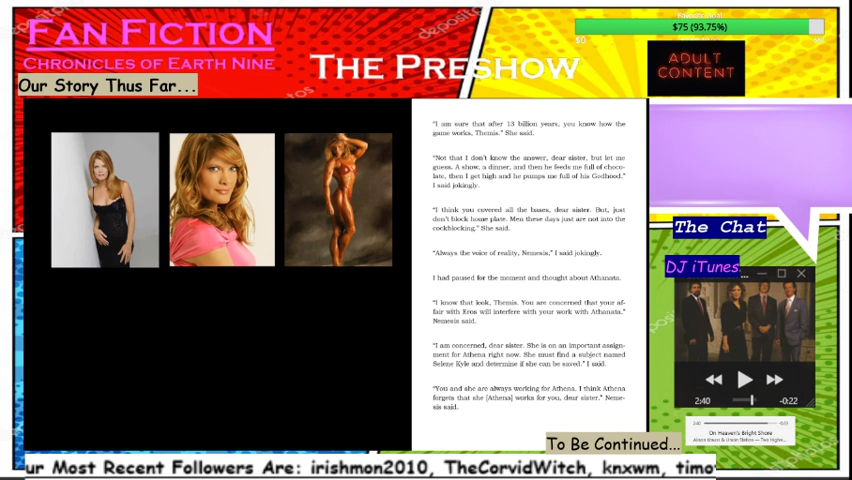 FAN FICTION
CHRONICLES OF EARTH NINE
THE PRESHOW
$75 (93.75%)
$0
ADULT
CONTENT
Our Story Thus Far...
"I am sure that after 13 billion years, you know how the
game works, Themis." She said.
"Not that I don't know the answer, dear sister, but let me
guess. A show, a dinner, and then he feeds me full of choco-
late, then I get high and he pumps me full of his Godhood."
I said jokingly.
"I think you covered all the bases, dear sister. But, just
don't block home plate. Men these days just are not into the
cockblocking." She said.
"Always the voice of reality, Nemesis," I said jokingly.
I had paused for the moment and thought about Athanata.
"I know that look, Themis. You are concerned that your af-
fair with Eros will interfere with your work with Athanata."
Nemesis said.
"I am concerned, dear sister. She is on an important assign-
ment for Athena right now. She must find a subject named
Selene Kyle and determine if she can be saved." I said.
"You and she are always working for Athena. I think Athena
forgets that she [Athena] works for you, dear sister." Neme-
sis said.
The Chat
DJ iTunes
...
2:40
-0:22
2:40
-0:22
On Heaven's Bright Shore
Alison Krauss & Union Station — Two Highw...
To Be Continued...
ur Most Recent Followers Are: irishmon2010, TheCorvidWitch, knxwm, timo